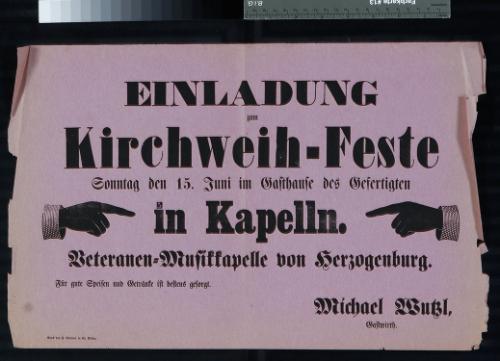 EINLADUNG
zum
Kirchweih-Feste
Sonntag den 15. Juni im Gasthause des Gefertigten
in Kapelln.
Veteranen-Musikkapelle von Herzogenburg.
Für gute Speisen und Getränke ist bestens gesorgt.
Michael Wutzl,
Gastwirth.